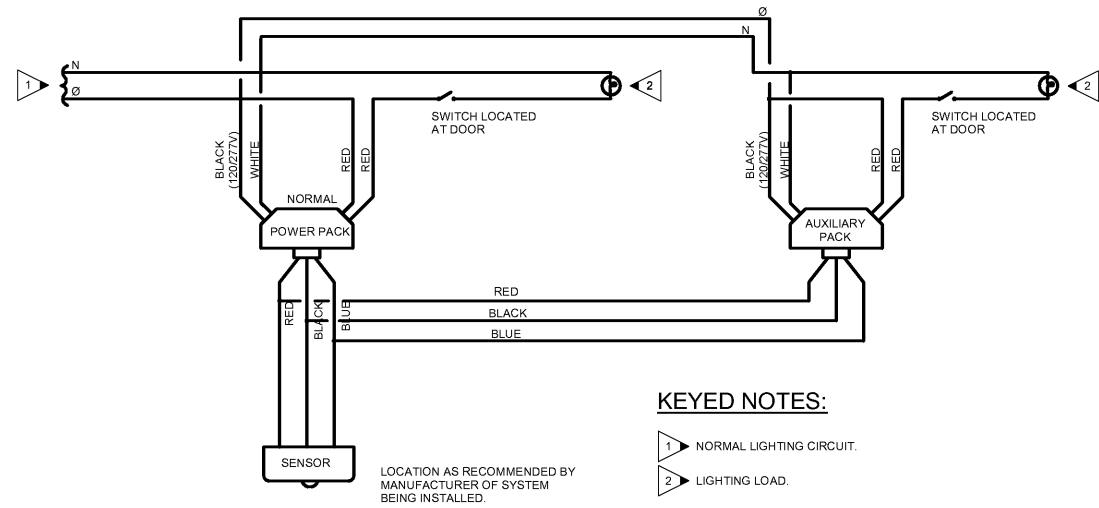 Ø
N
N
1
2
2
Ø
SWITCH LOCATED
AT DOOR
SWITCH LOCATED
AT DOOR
BLACK
(120/277V)
WHITE
RED
RED
BLACK
(120/277V)
WHITE
RED
RED
NORMAL
POWER PACK
AUXILIARY
PACK
RED
BLACK
BLUE
RED
BLACK
BLUE
KEYED NOTES:
1 NORMAL LIGHTING CIRCUIT.
2 LIGHTING LOAD.
SENSOR
LOCATION AS RECOMMENDED BY
MANUFACTURER OF SYSTEM
BEING INSTALLED.